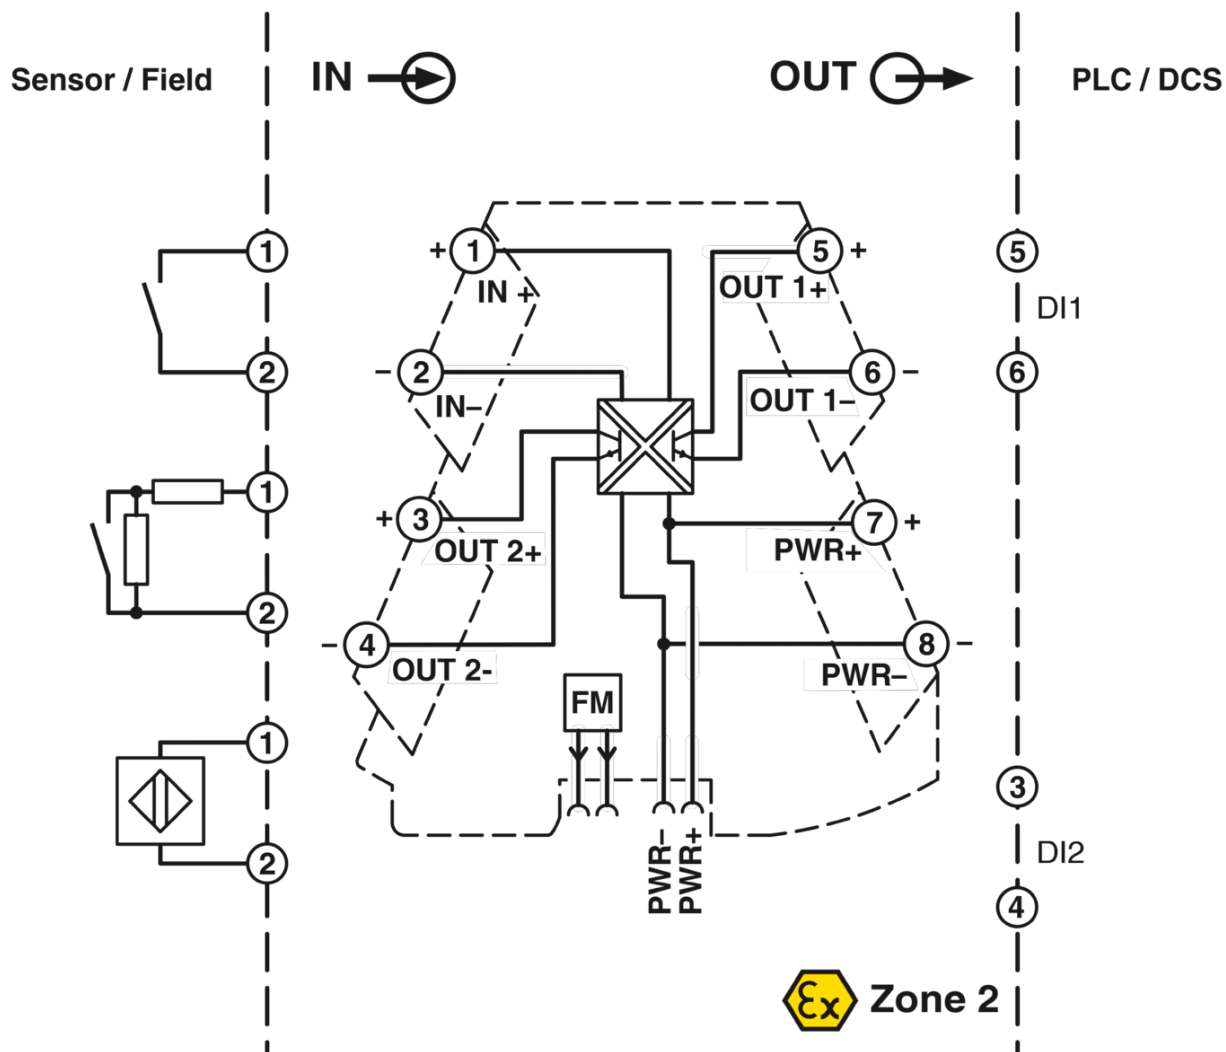 Sensor / Field
IN
OUT
PLC / DCS
1
2
1
2
1
2
+ 1
IN +
– 2
IN–
+ 3
OUT 2+
– 4
OUT 2-
5 +
OUT 1+
6 –
OUT 1–
7 +
PWR+
8 –
PWR–
FM
PWR–
PWR+
5
DI1
6
3
DI2
4
Ex Zone 2